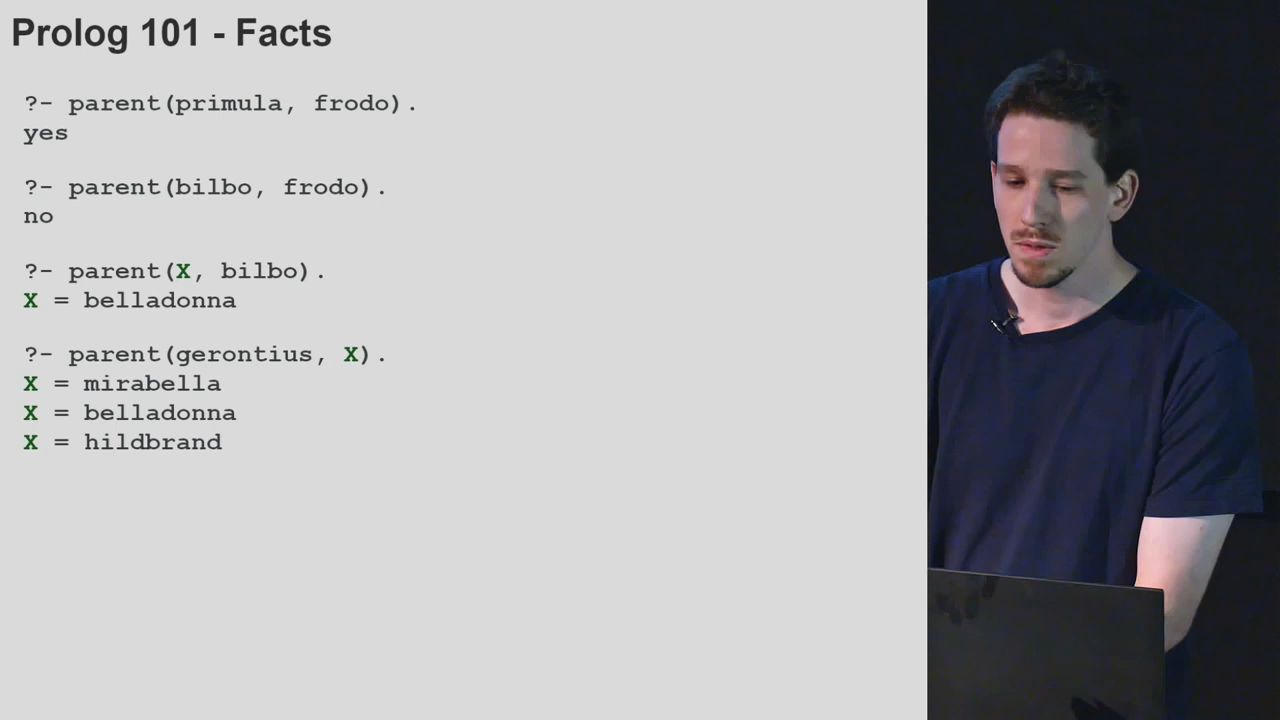 Prolog 101 - Facts
?- parent(primula, frodo).
yes
?- parent(bilbo, frodo).
no
?- parent(X, bilbo).
X = belladonna
?- parent(gerontius, X).
X = mirabella
X = belladonna
X = hildbrand